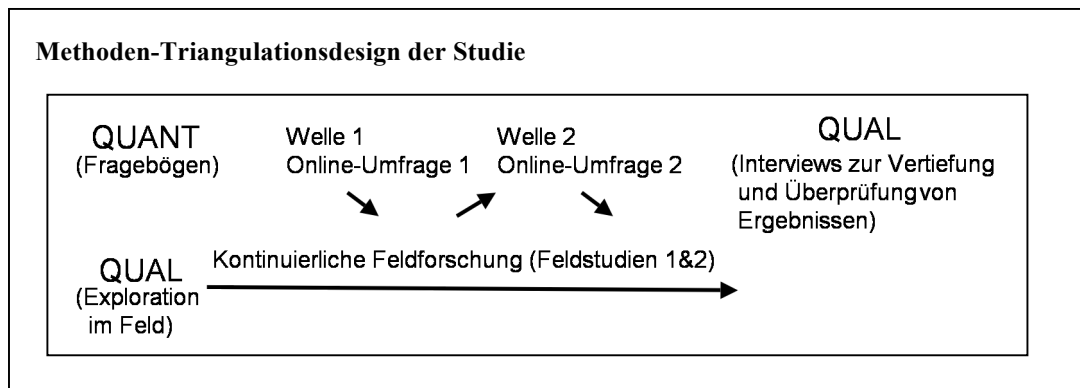 Methoden-Triangulationsdesign der Studie
QUANT
(Fragebögen)
Welle 1
Online-Umfrage 1
Welle 2
Online-Umfrage 2
QUAL
(Interviews zur Vertiefung
und Überprüfung von
Ergebnissen)
Kontinuierliche Feldforschung (Feldstudien 1&2)
QUAL
(Exploration
im Feld)